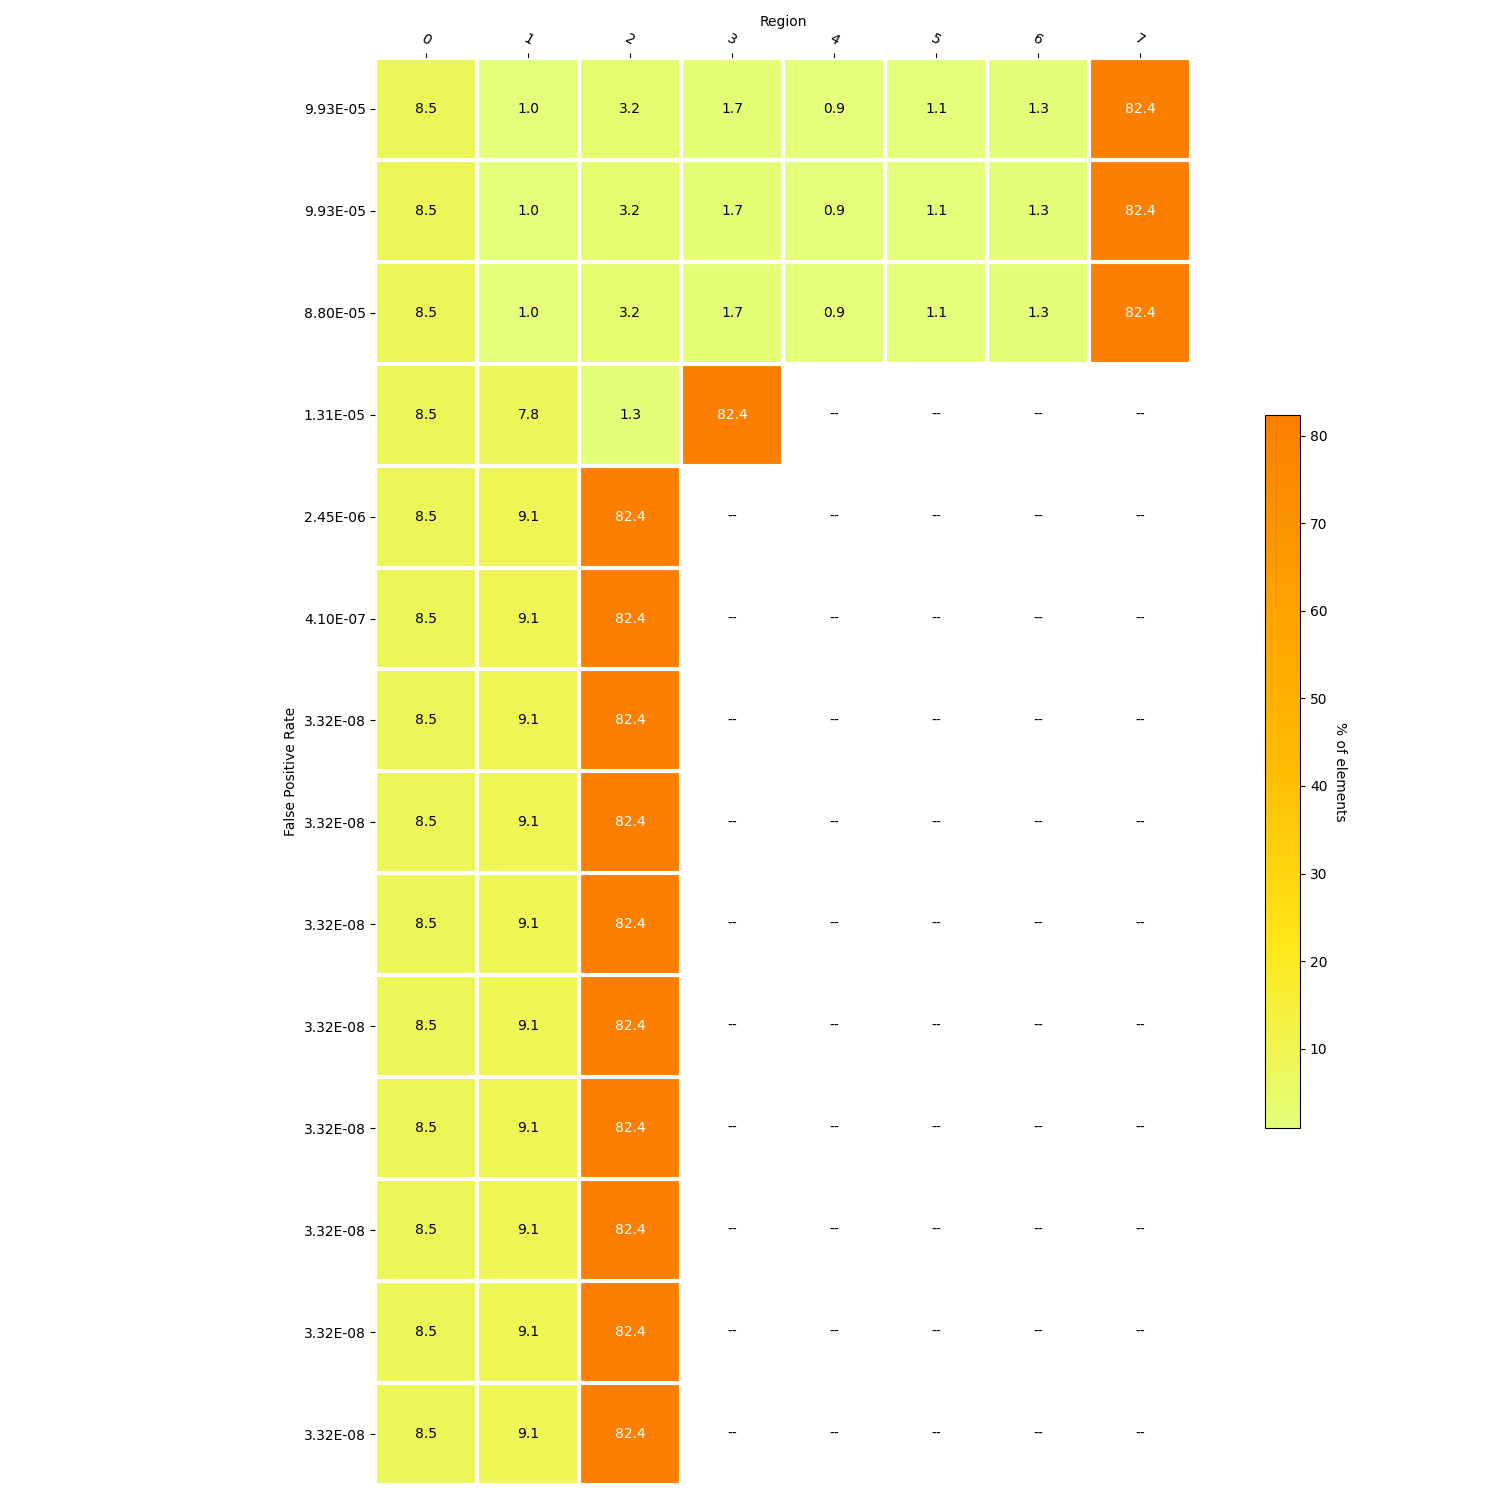 Region
0 1 2 3 4 5 6 7
9.93E-05 8.5 1.0 3.2 1.7 0.9 1.1 1.3 82.4
9.93E-05 8.5 1.0 3.2 1.7 0.9 1.1 1.3 82.4
8.80E-05 8.5 1.0 3.2 1.7 0.9 1.1 1.3 82.4
1.31E-05 8.5 7.8 1.3 82.4 -- -- -- --
2.45E-06 8.5 9.1 82.4 -- -- -- -- --
4.10E-07 8.5 9.1 82.4 -- -- -- -- --
3.32E-08 8.5 9.1 82.4 -- -- -- -- --
3.32E-08 8.5 9.1 82.4 -- -- -- -- --
3.32E-08 8.5 9.1 82.4 -- -- -- -- --
3.32E-08 8.5 9.1 82.4 -- -- -- -- --
3.32E-08 8.5 9.1 82.4 -- -- -- -- --
3.32E-08 8.5 9.1 82.4 -- -- -- -- --
3.32E-08 8.5 9.1 82.4 -- -- -- -- --
3.32E-08 8.5 9.1 82.4 -- -- -- -- --
False Positive Rate
80
70
60
50
40
30
20
10
% of elements